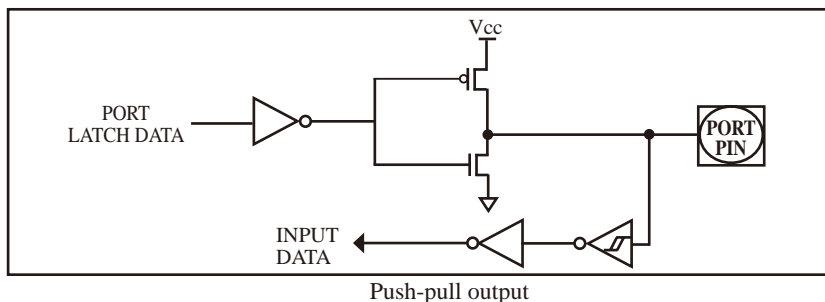 Vcc
PORT
LATCH DATA
PORT
PIN
INPUT
DATA
Push-pull output